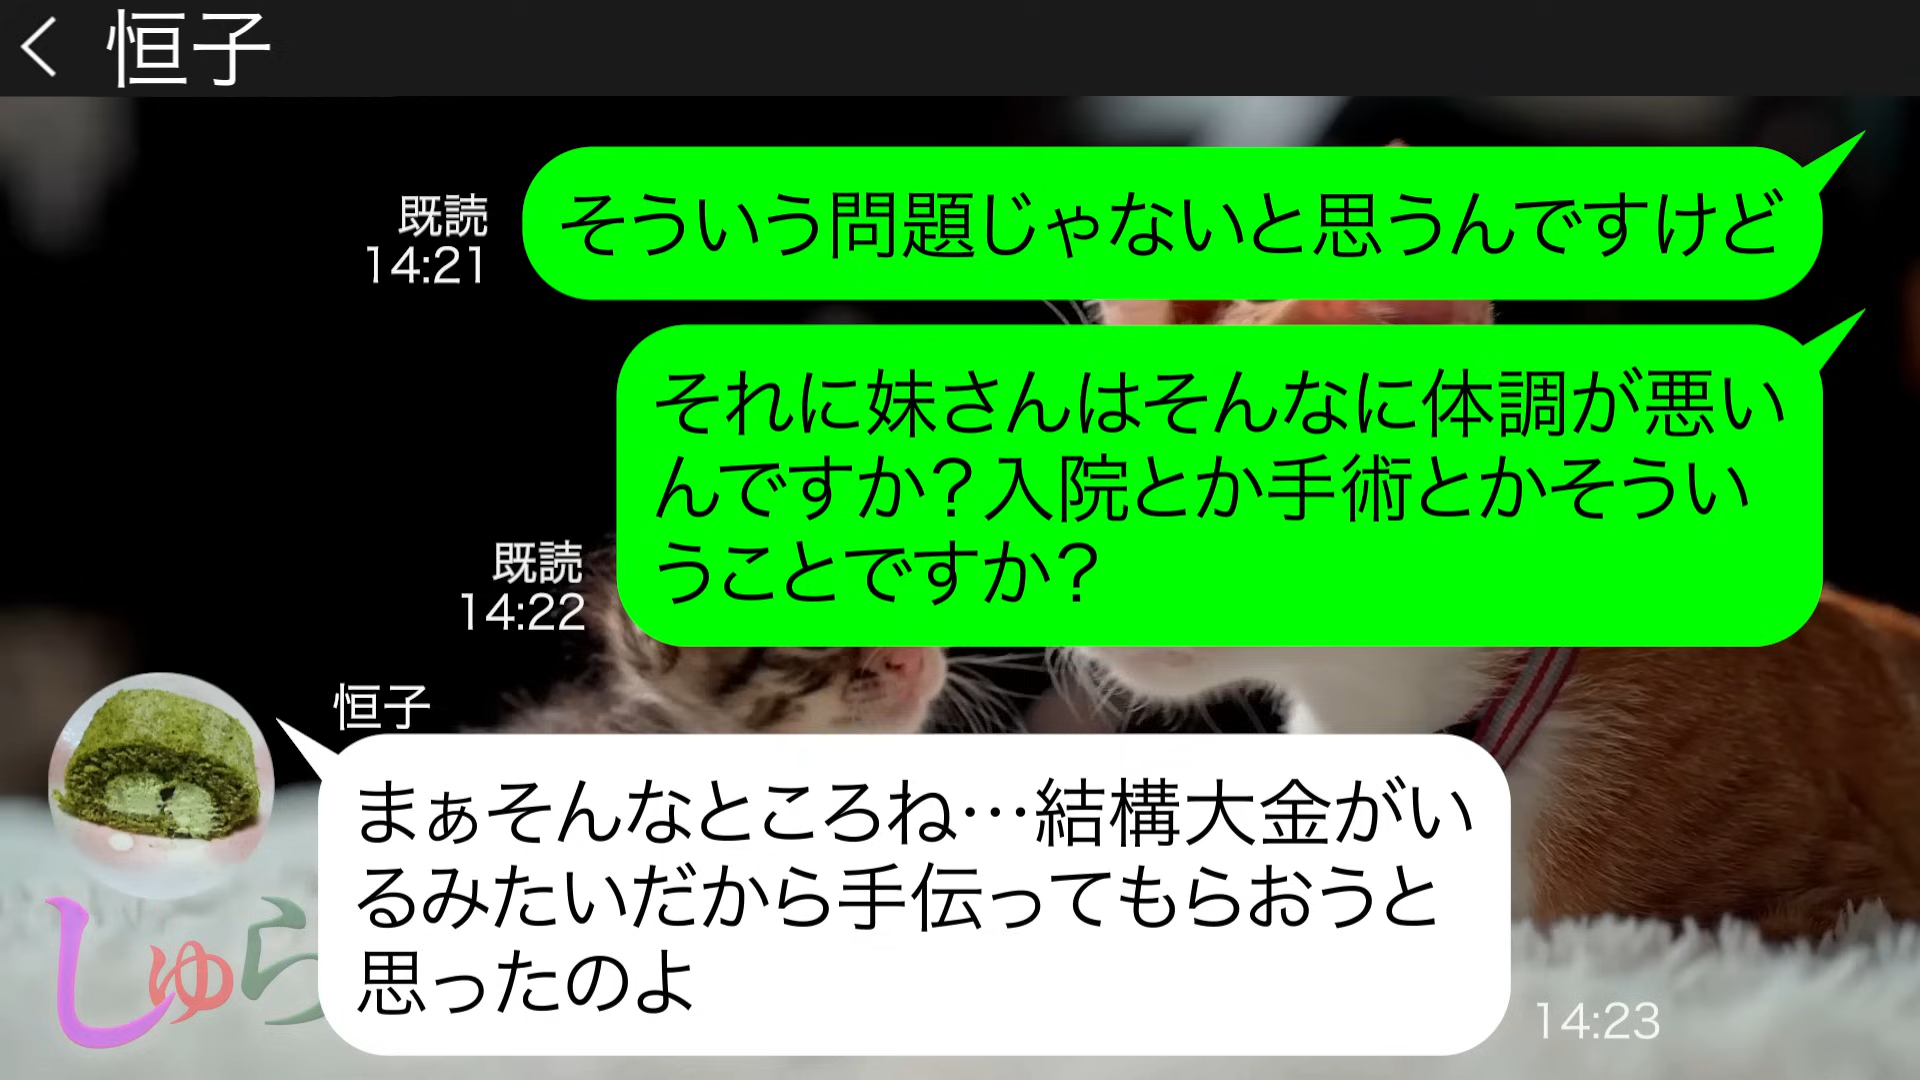 恒子
そういう問題じゃないと思うんですけど
既読
14:21
それに妹さんはそんなに体調が悪い
んですか？入院とか手術とかそうい
うことですか？
既読
14:22
恒子
まぁそんなところね…結構大金がい
るみたいだから手伝ってもらおうと
思ったのよ
14:23
しゅら